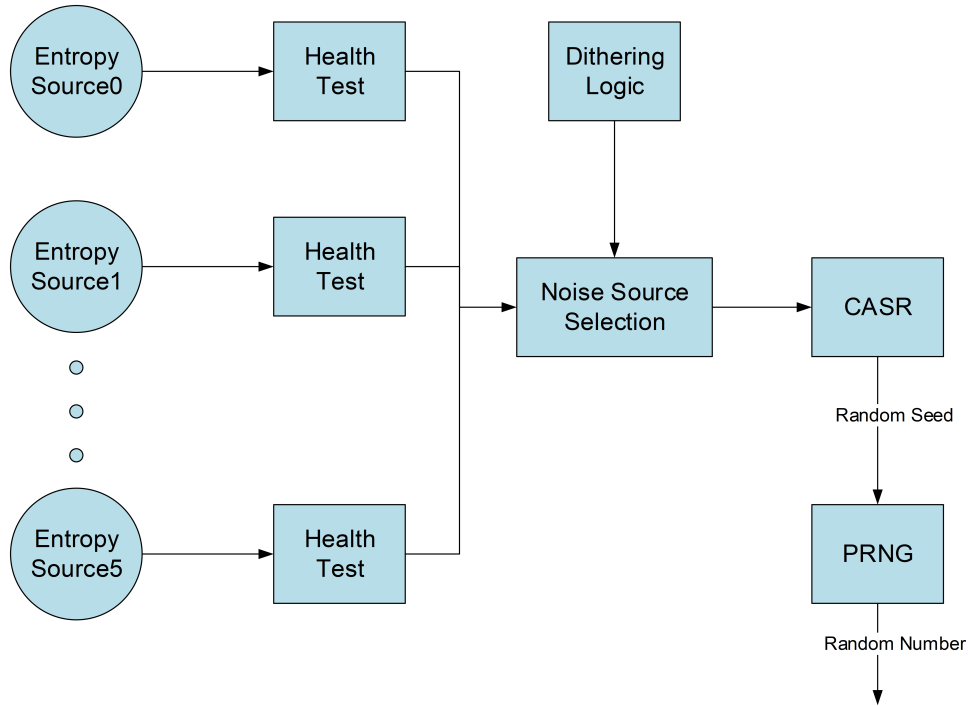 Entropy
Source0
Health
Test
Dithering
Logic
Entropy
Source1
Health
Test
Noise Source
Selection
CASR
Random Seed
Entropy
Source5
Health
Test
PRNG
Random Number